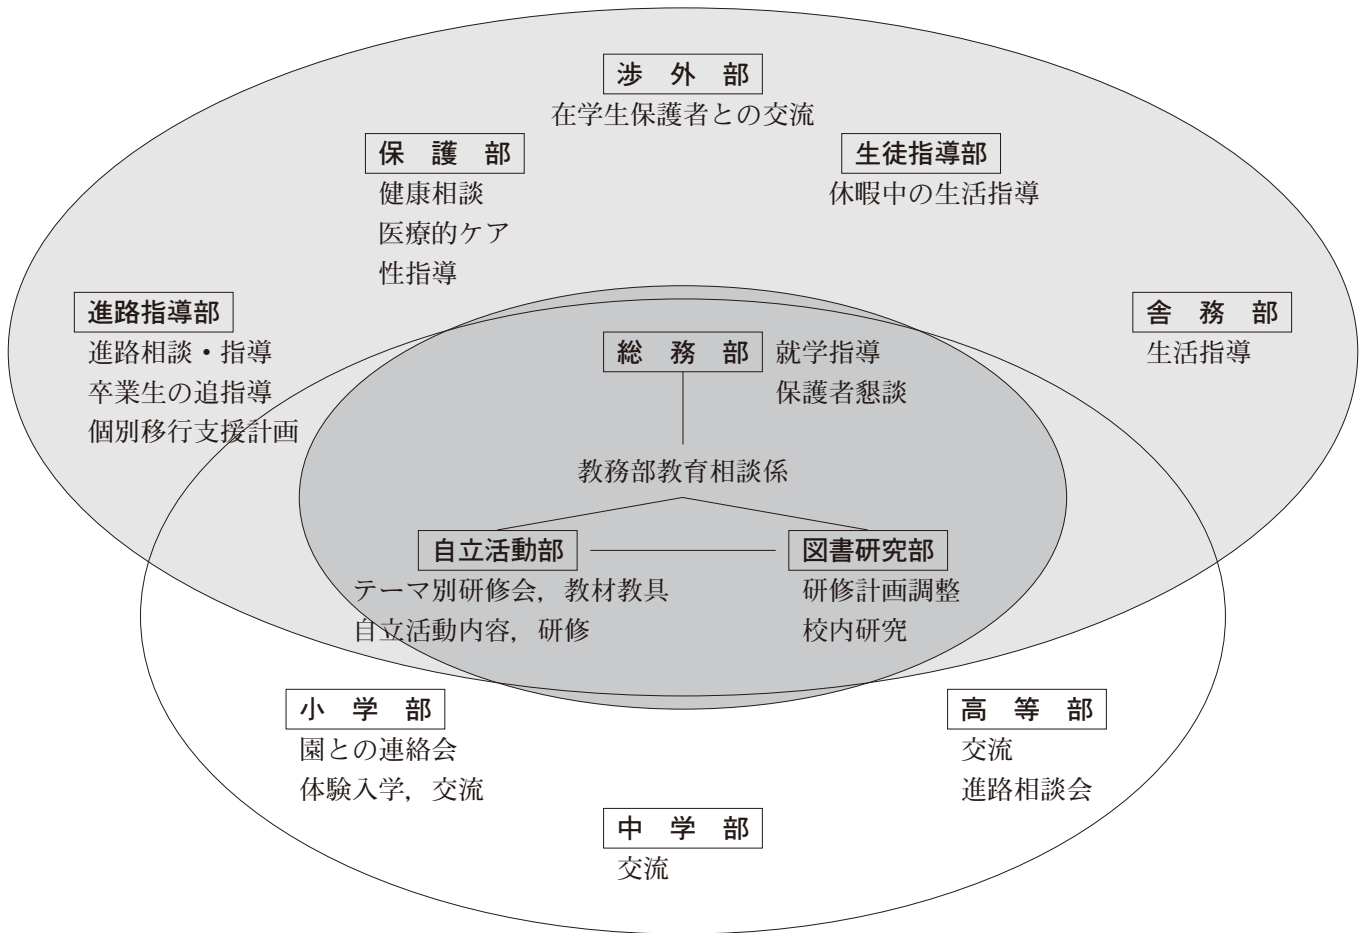 渉 外 部
在学生保護者との交流
保 護 部
健康相談
医療的ケア
性指導
生徒指導部
休暇中の生活指導
進路指導部
進路相談・指導
卒業生の追指導
個別移行支援計画
舎 務 部
生活指導
総 務 部 就学指導
保護者懇談
教務部教育相談係
自立活動部
テーマ別研修会，教材教具
自立活動内容，研修
図書研究部
研修計画調整
校内研究
小 学 部
園との連絡会
体験入学，交流
高 等 部
交流
進路相談会
中 学 部
交流